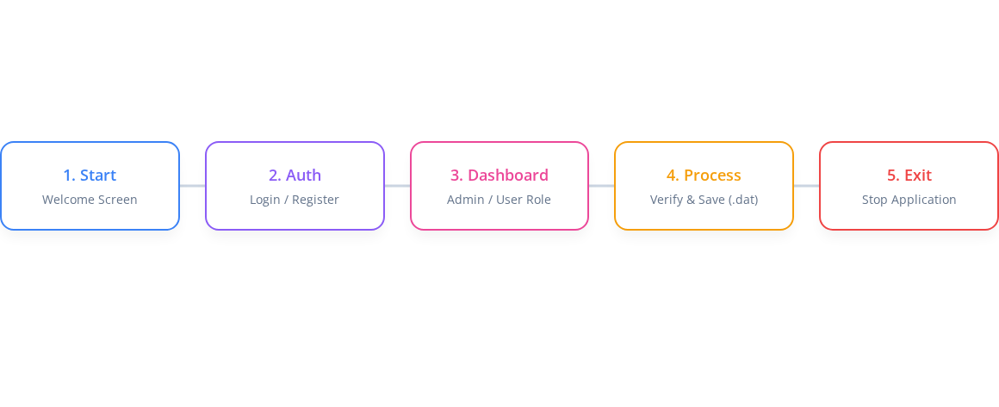 1. Start
Welcome Screen
2. Auth
Login / Register
3. Dashboard
Admin / User Role
4. Process
Verify & Save (.dat)
5. Exit
Stop Application